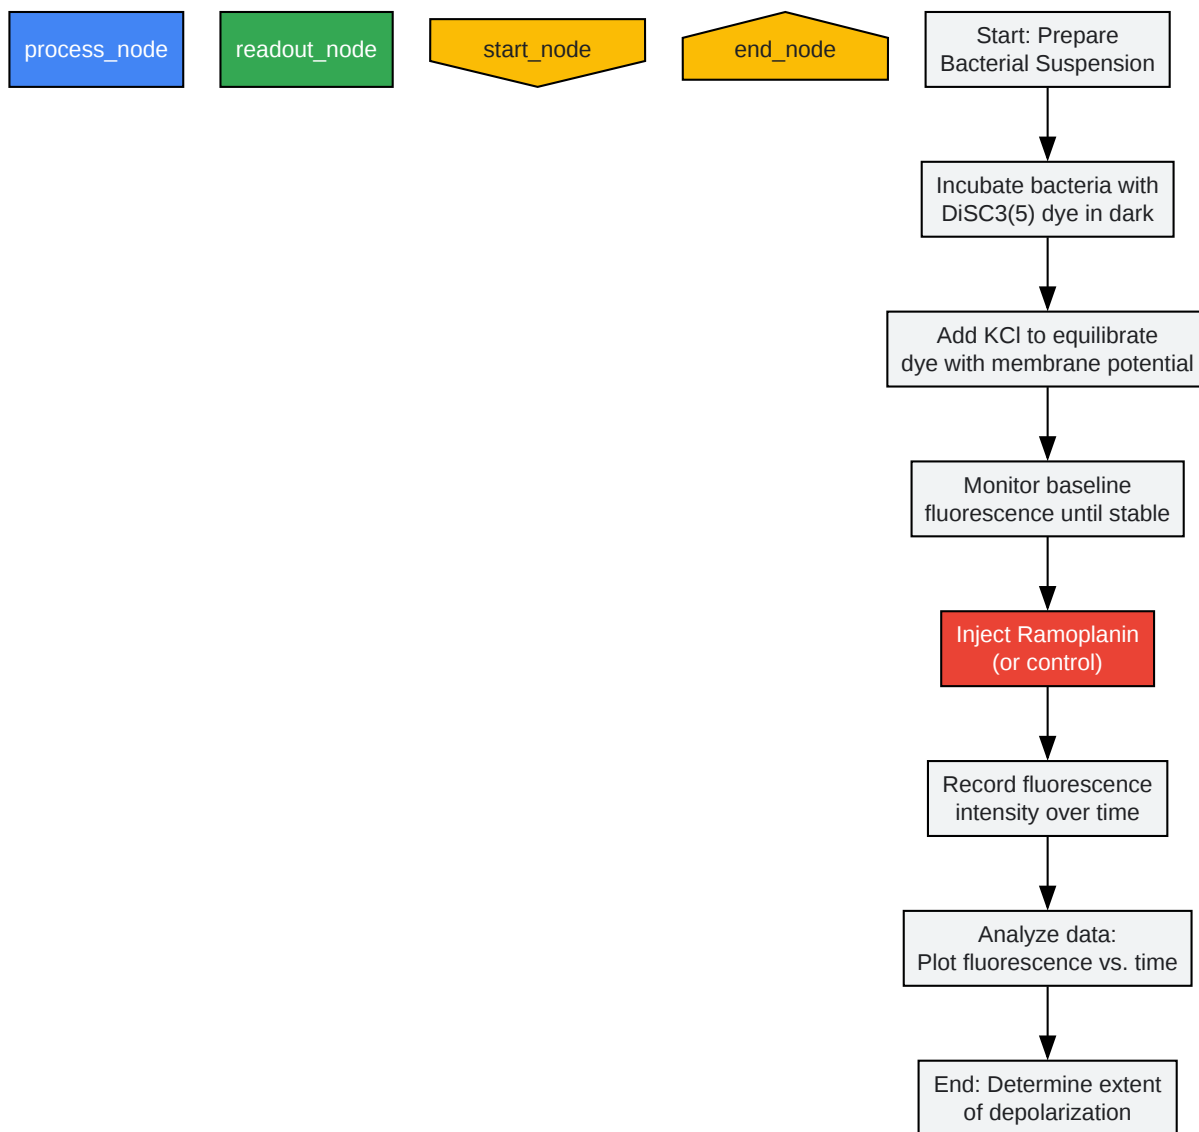 process_node
readout_node
start_node
end_node
Start: Prepare
Bacterial Suspension
Incubate bacteria with
DiSC3(5) dye in dark
Add KCl to equilibrate
dye with membrane potential
Monitor baseline
fluorescence until stable
Inject Ramoplanin
(or control)
Record fluorescence
intensity over time
Analyze data:
Plot fluorescence vs. time
End: Determine extent
of depolarization